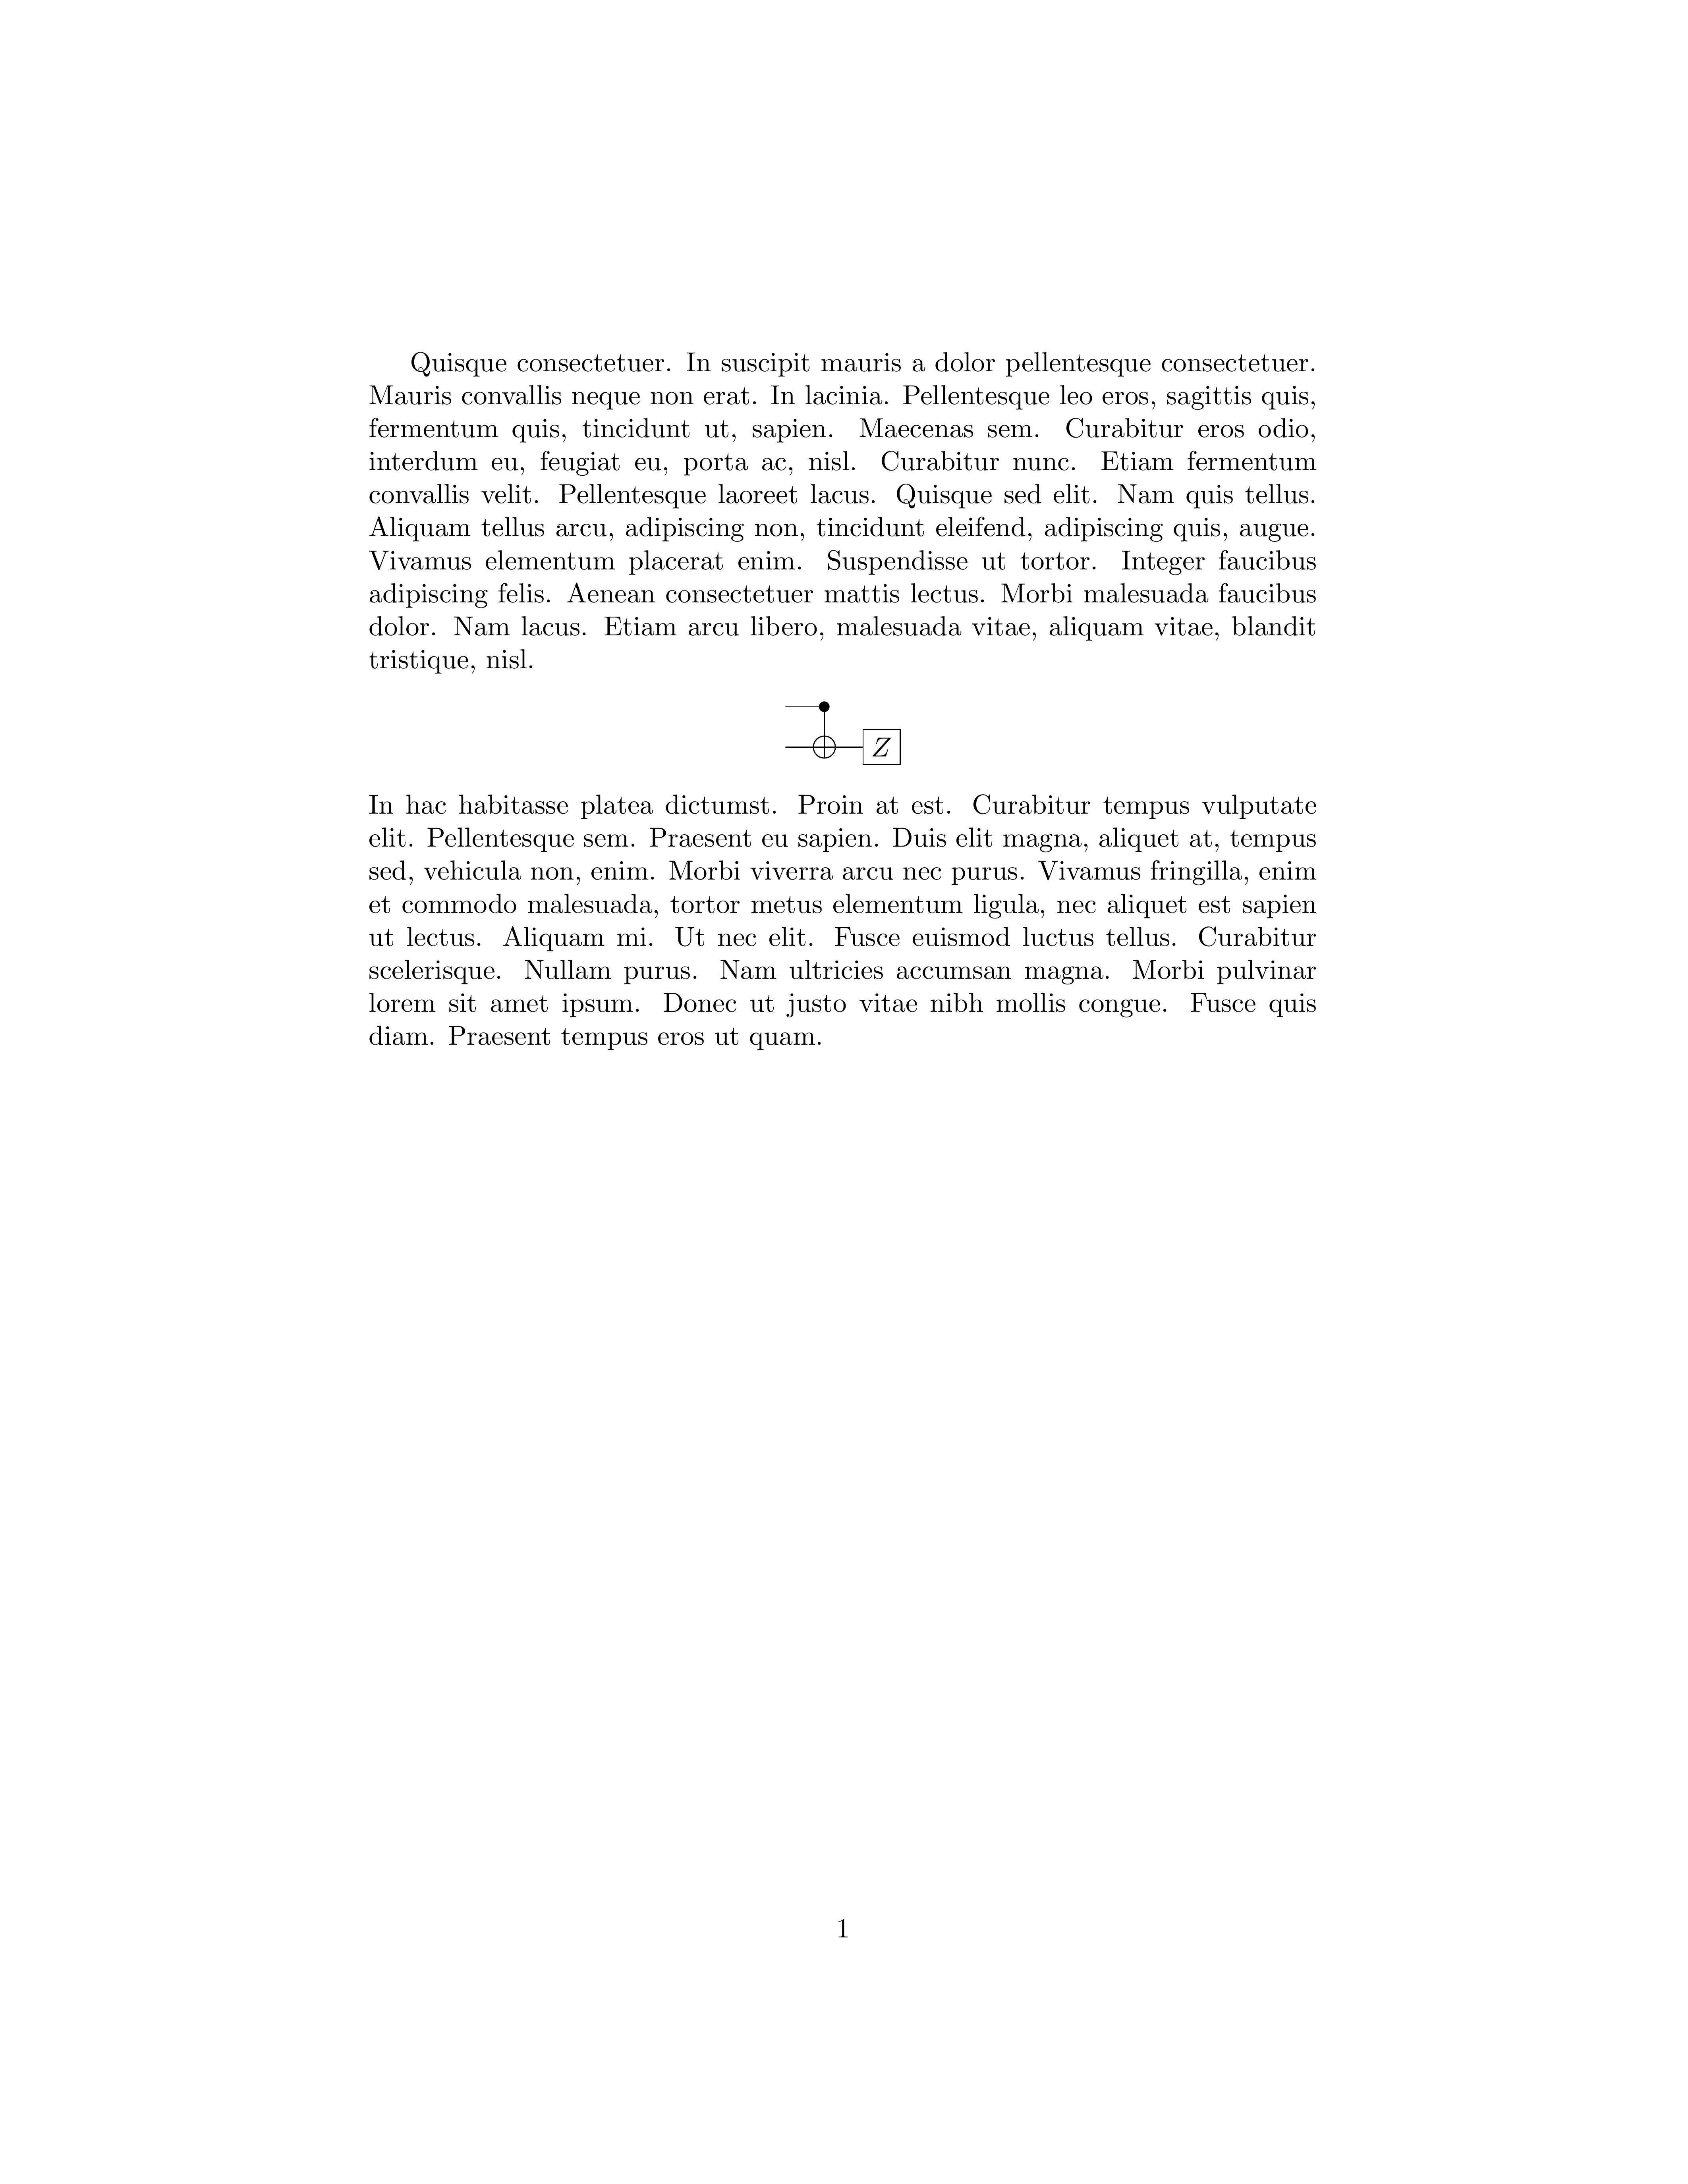 Quisque consectetuer. In suscipit mauris a dolor pellentesque consectetuer.
Mauris convallis neque non erat. In lacinia. Pellentesque leo eros, sagittis quis,
fermentum quis, tincidunt ut, sapien. Maecenas sem. Curabitur eros odio,
interdum eu, feugiat eu, porta ac, nisl. Curabitur nunc. Etiam fermentum
convallis velit. Pellentesque laoreet lacus. Quisque sed elit. Nam quis tellus.
Aliquam tellus arcu, adipiscing non, tincidunt eleifend, adipiscing quis, augue.
Vivamus elementum placerat enim. Suspendisse ut tortor. Integer faucibus
adipiscing felis. Aenean consectetuer mattis lectus. Morbi malesuada faucibus
dolor. Nam lacus. Etiam arcu libero, malesuada vitae, aliquam vitae, blandit
tristique, nisl.
Z
In hac habitasse platea dictumst. Proin at est. Curabitur tempus vulputate
elit. Pellentesque sem. Praesent eu sapien. Duis elit magna, aliquet at, tempus
sed, vehicula non, enim. Morbi viverra arcu nec purus. Vivamus fringilla, enim
et commodo malesuada, tortor metus elementum ligula, nec aliquet est sapien
ut lectus. Aliquam mi. Ut nec elit. Fusce euismod luctus tellus. Curabitur
scelerisque. Nullam purus. Nam ultricies accumsan magna. Morbi pulvinar
lorem sit amet ipsum. Donec ut justo vitae nibh mollis congue. Fusce quis
diam. Praesent tempus eros ut quam.
1